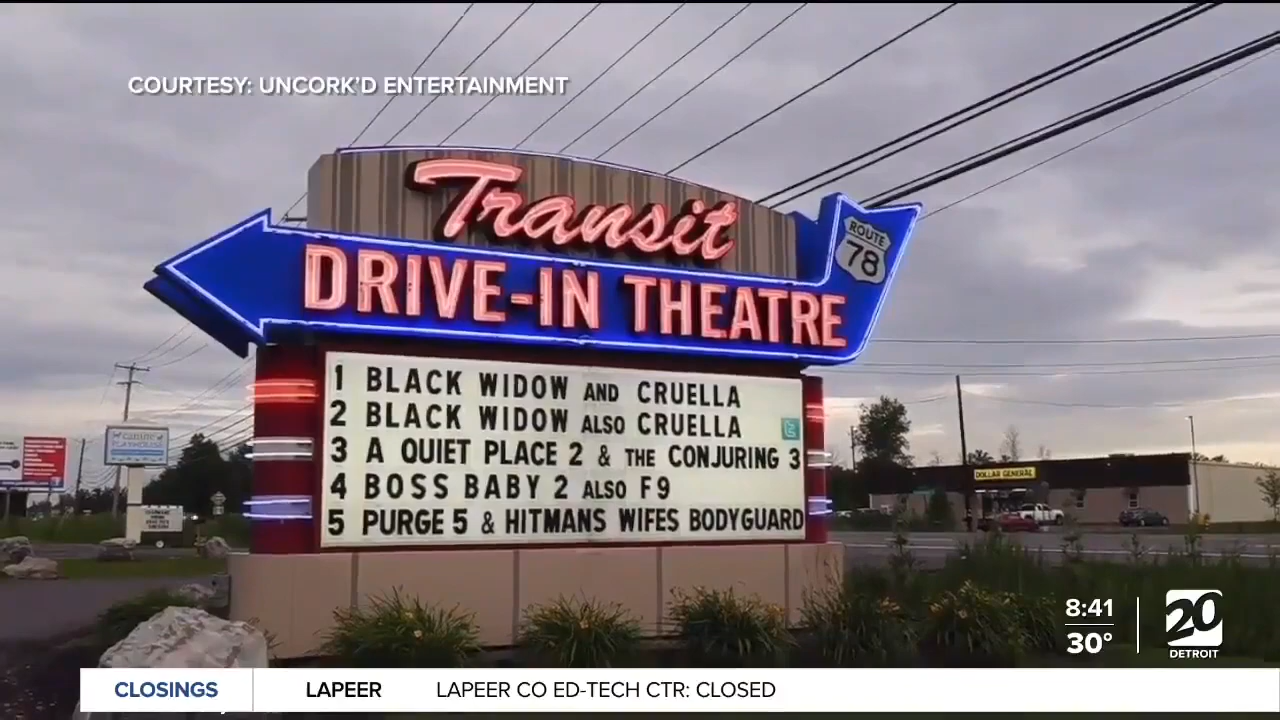 COURTESY: UNCORK'D ENTERTAINMENT
Transit
DRIVE-IN THEATRE
ROUTE
78
1 BLACK WIDOW AND CRUELLA
2 BLACK WIDOW ALSO CRUELLA
3 A QUIET PLACE 2 & THE CONJURING 3
4 BOSS BABY 2 ALSO F9
5 PURGE 5 & HITMANS WIFES BODYGUARD
DOLLAR GENERAL
8:41
30°
20
DETROIT
CLOSINGS LAPEER LAPEER CO ED-TECH CTR: CLOSED